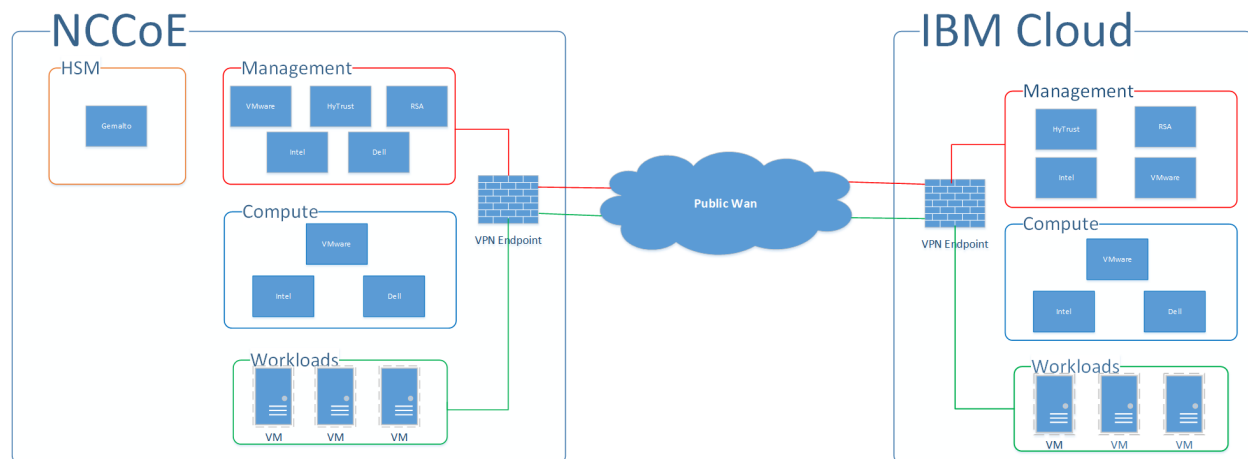 NCCoE
HSM
Gemalto
Management
VMware
HyTrust
RSA
Intel
Dell
Compute
VMware
Intel
Dell
Workloads
VM
VM
VM
VPN Endpoint
Public Wan
VPN Endpoint
IBM Cloud
Management
HyTrust
RSA
Intel
VMware
Compute
VMware
Intel
Dell
Workloads
VM
VM
VM